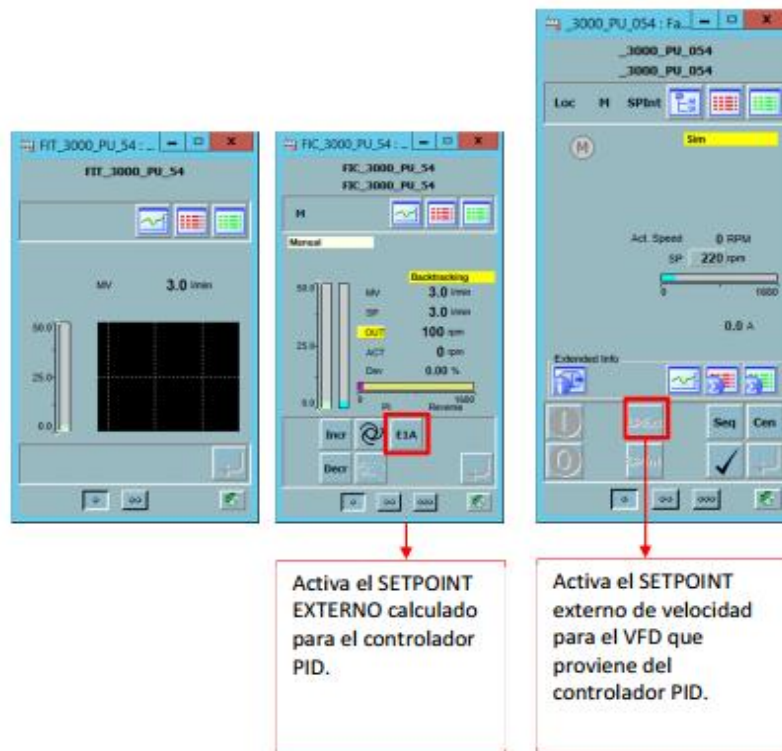 FIT_3000_PU_54 : _
FIT_3000_PU_54
MV 3.0 l/min
50.0
25.0
0.0
FIC_3000_PU_54 : _
FIC_3000_PU_54
FIC_3000_PU_54
M
Manual
Backtracking
50.0
MV 3.0 l/min
SP 3.0 l/min
OUT 100 rpm
25.0
ACT 0 rpm
Dev 0.00 %
0.0
0 1680
PI Reverse
Incr E1A
Decr
_3000_PU_054 : Fa...
_3000_PU_054
_3000_PU_054
Loc M SPInt
M
Sim
Act. Speed 0 RPM
SP 220 rpm
0 1680
0.0 A
Extended Info
Seq Cen
Activa el SETPOINT
EXTERNO calculado
para el controlador
PID.
Activa el SETPOINT
externo de velocidad
para el VFD que
proviene del
controlador PID.